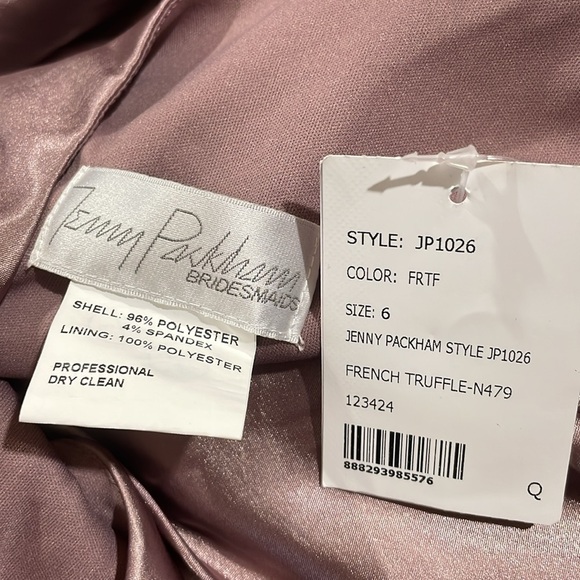 Jenny Packham
BRIDESMAIDS
SHELL: 96% POLYESTER
4% SPANDEX
LINING: 100% POLYESTER
PROFESSIONAL
DRY CLEAN
STYLE: JP1026
COLOR: FRTF
SIZE: 6
JENNY PACKHAM STYLE JP1026
FRENCH TRUFFLE-N479
123424
888293985576
Q